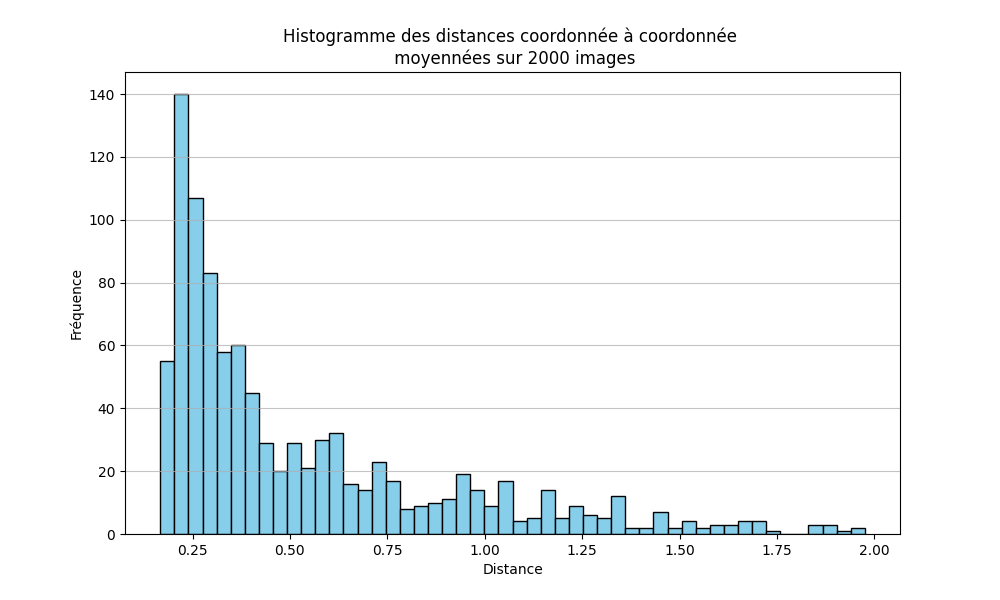 Histogramme des distances coordonnée à coordonnée
moyennées sur 2000 images
140
120
100
80
60
40
20
0
Fréquence
0.25 0.50 0.75 1.00 1.25 1.50 1.75 2.00
Distance